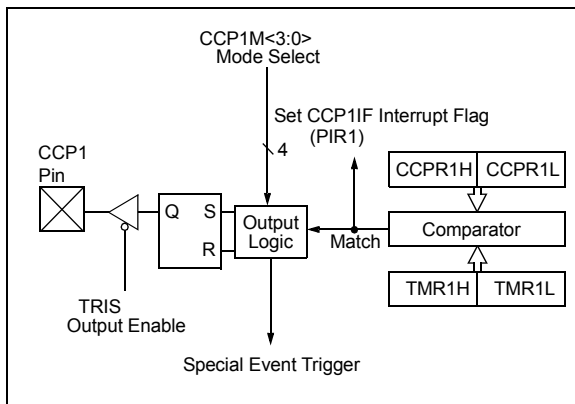 CCP1M<3:0>
Mode Select
Set CCP1IF Interrupt Flag
(PIR1)
4
CCP1
Pin
CCPR1H CCPR1L
Q S
R
Output
Logic
Match
Comparator
TRIS
Output Enable
TMR1H TMR1L
Special Event Trigger